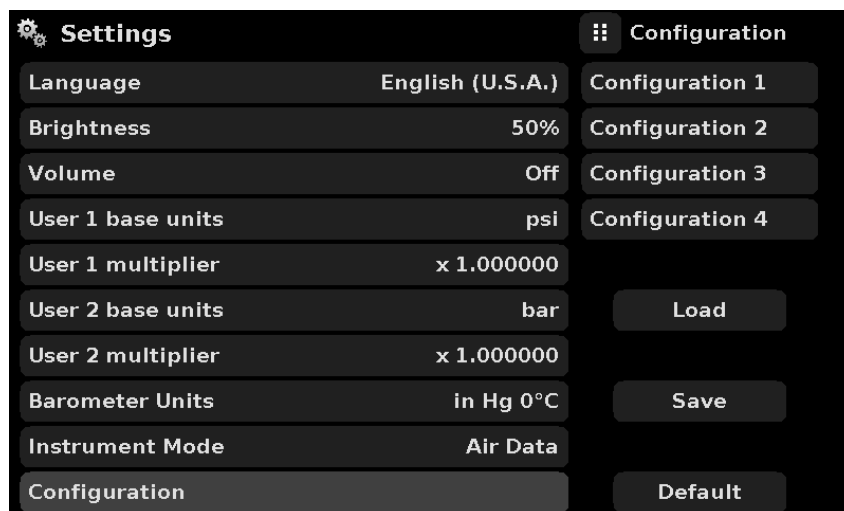 Settings
Language English (U.S.A.)
Brightness 50%
Volume Off
User 1 base units psi
User 1 multiplier x 1.000000
User 2 base units bar
User 2 multiplier x 1.000000
Barometer Units in Hg 0°C
Instrument Mode Air Data
Configuration
Configuration
Configuration 1
Configuration 2
Configuration 3
Configuration 4
Load
Save
Default